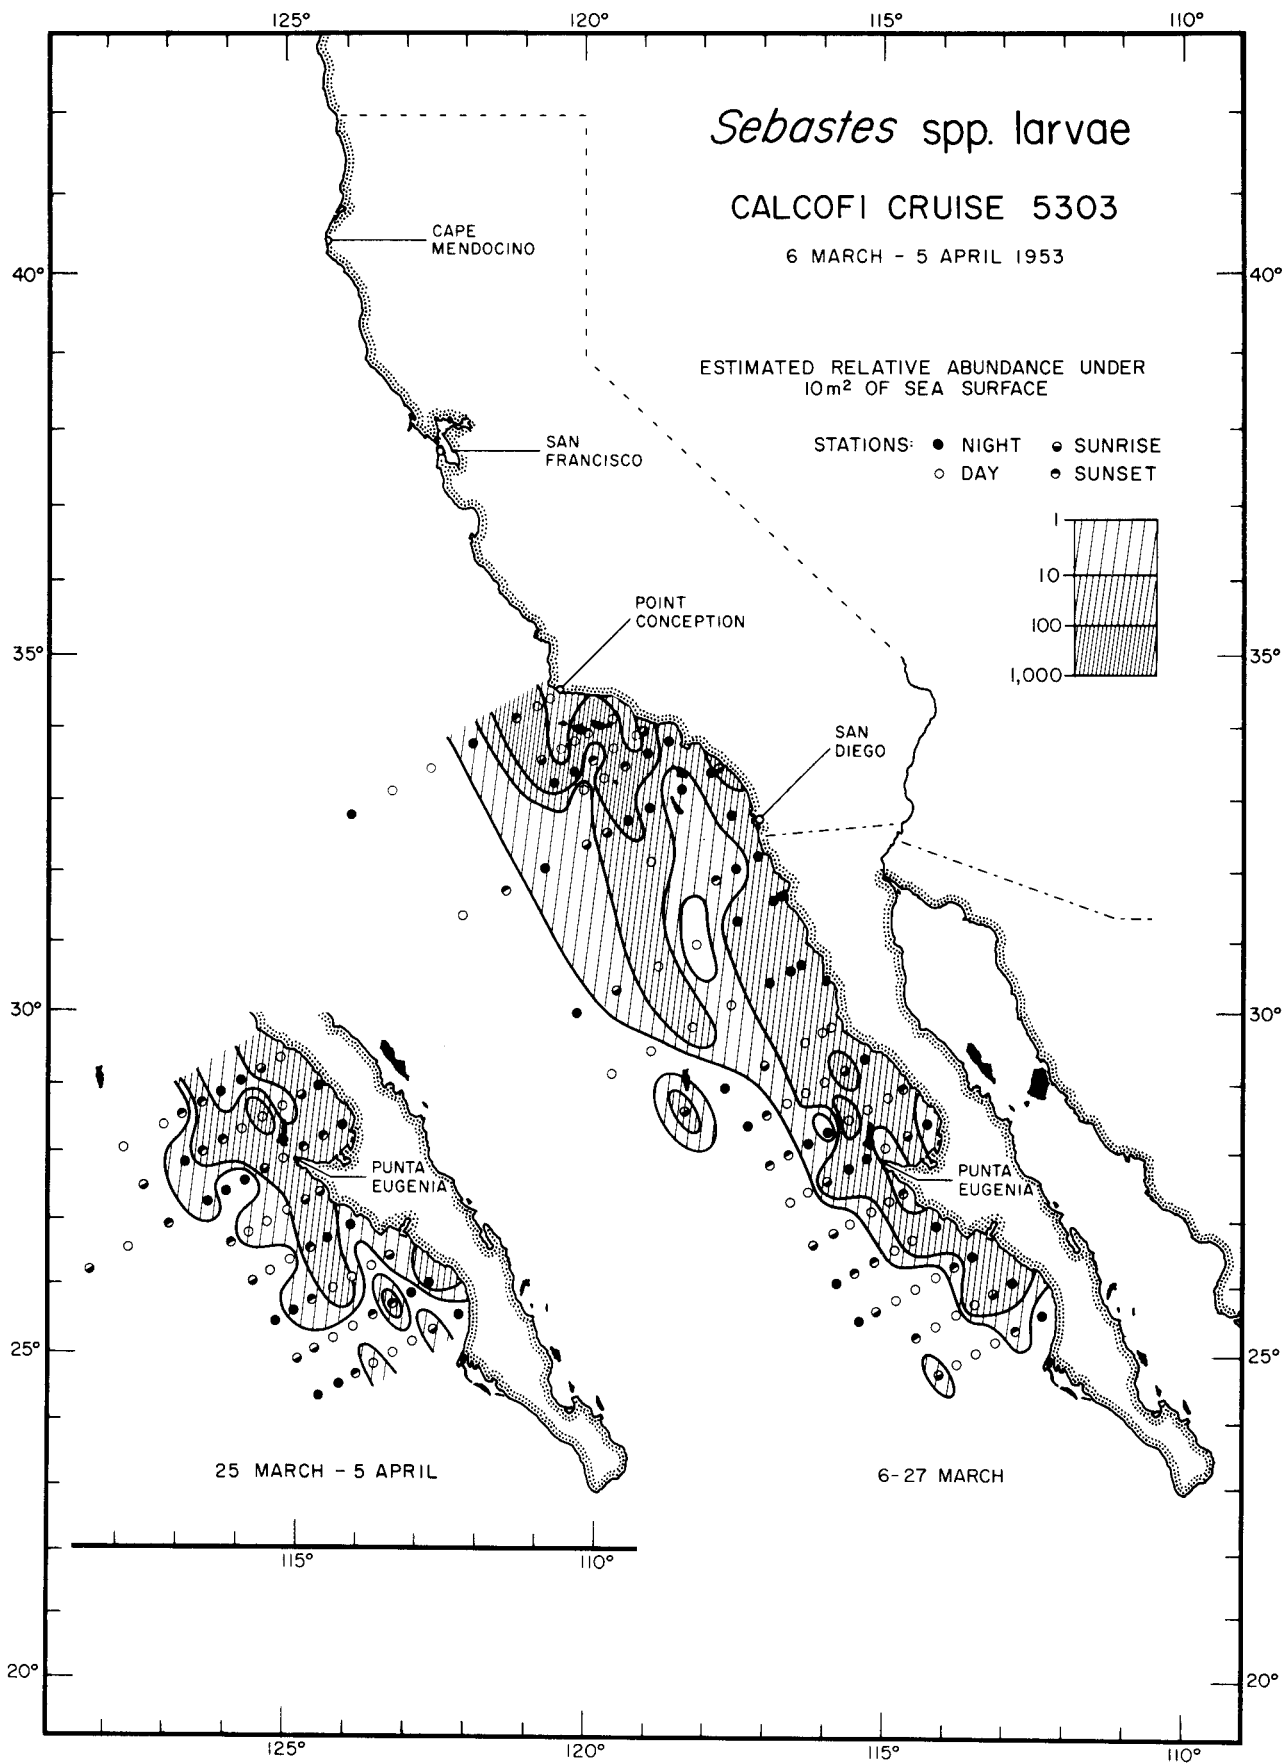 125° 120° 115° 110°
Sebastes spp. larvae
CALCOFI CRUISE 5303
6 MARCH - 5 APRIL 1953
CAPE
MENDOCINO
40° 40°
ESTIMATED RELATIVE ABUNDANCE UNDER
10m² OF SEA SURFACE
STATIONS: NIGHT SUNRISE
DAY SUNSET
SAN
FRANCISCO
1
10
100
1,000
POINT
CONCEPTION
35° 35°
SAN
DIEGO
30° 30°
PUNTA
EUGENIA
PUNTA
EUGENIA
25° 25°
25 MARCH - 5 APRIL
6-27 MARCH
115° 110°
20° 20°
125° 120° 115° 110°